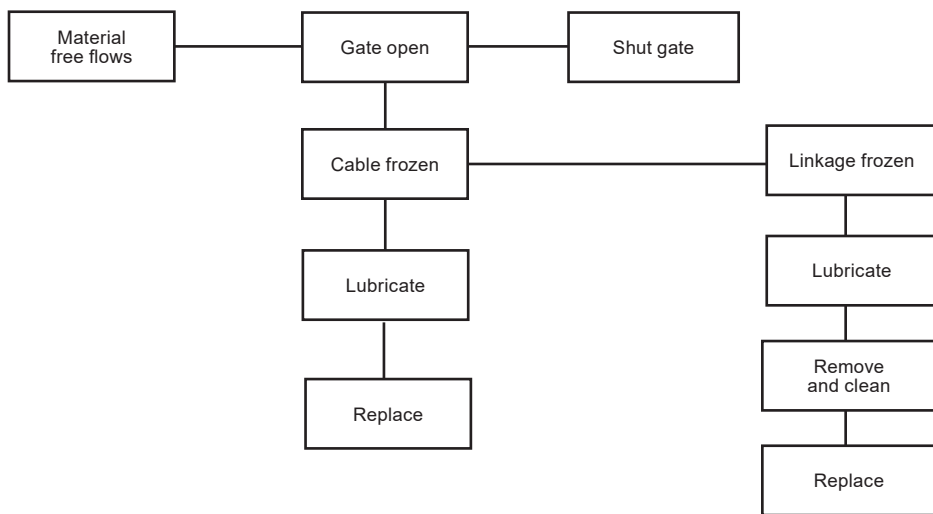 Material
free flows
Gate open
Shut gate
Cable frozen
Linkage frozen
Lubricate
Lubricate
Remove
and clean
Replace
Replace